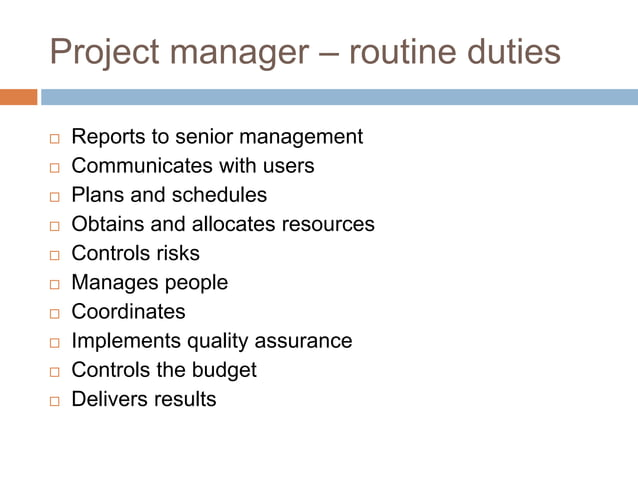 Project manager – routine duties
Reports to senior management
Communicates with users
Plans and schedules
Obtains and allocates resources
Controls risks
Manages people
Coordinates
Implements quality assurance
Controls the budget
Delivers results